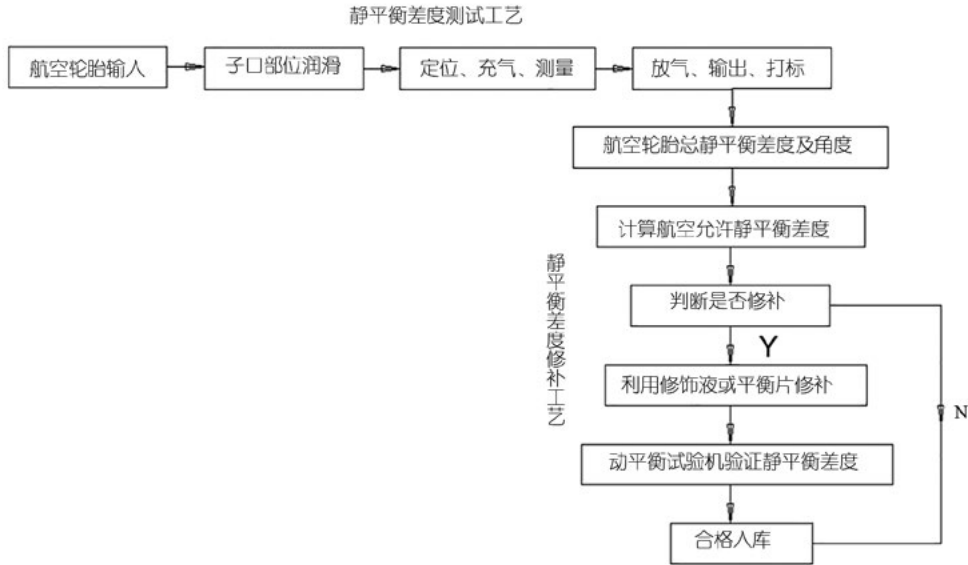 静平衡差度测试工艺
航空轮胎输人
子口部位润滑
定位、充气、测量
放气、输出、打标
航空轮胎总静平衡差度及角度
计算航空允许静平衡差度
静平衡差度修补工艺
判断是否修补
Y
利用修饰液或平衡片修补
N
动平衡试验机验证静平衡差度
合格入库